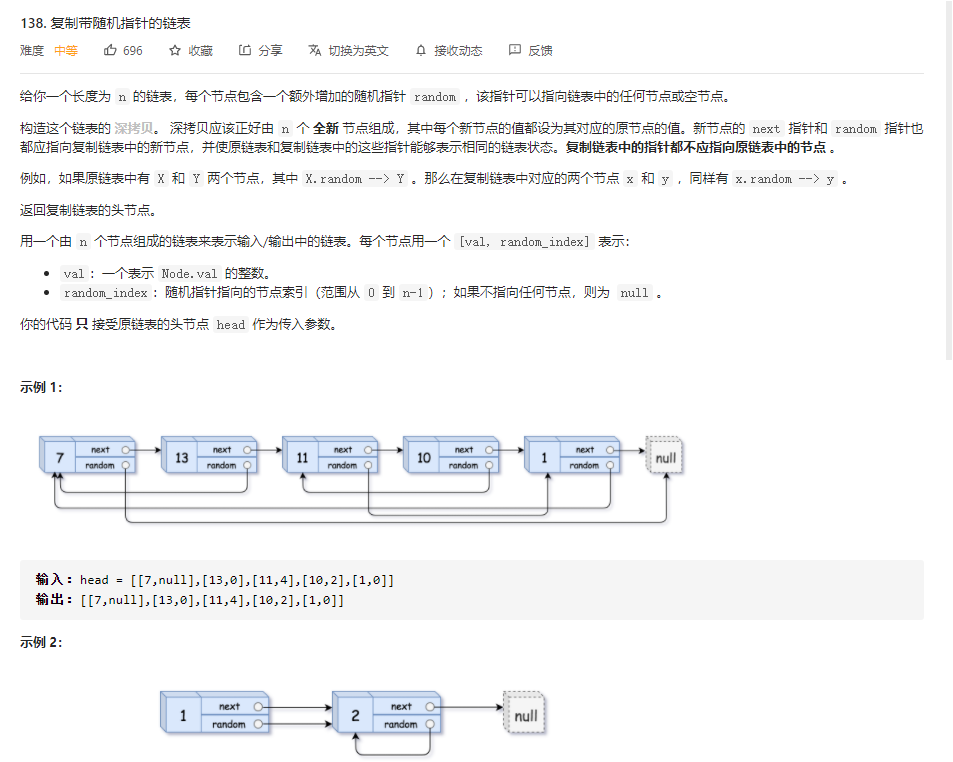 138. 复制带随机指针的链表
难度 中等 696 收藏 分享 切换为英文 接收动态 反馈
给你一个长度为 n 的链表，每个节点包含一个额外增加的随机指针 random ，该指针可以指向链表中的任何节点或空节点。
构造这个链表的 深拷贝。 深拷贝应该正好由 n 个 全新 节点组成，其中每个新节点的值都设为其对应的原节点的值。新节点的 next 指针和 random 指针也
都应指向复制链表中的新节点，并使原链表和复制链表中的这些指针能够表示相同的链表状态。复制链表中的指针都不应指向原链表中的节点 。
例如，如果原链表中有 X 和 Y 两个节点，其中 X.random --> Y 。那么在复制链表中对应的两个节点 x 和 y ，同样有 x.random --> y 。
返回复制链表的头节点。
用一个由 n 个节点组成的链表来表示输入/输出中的链表。每个节点用一个 [val, random_index] 表示：
val：一个表示 Node.val 的整数。
random_index：随机指针指向的节点索引（范围从 0 到 n-1）；如果不指向任何节点，则为 null 。
你的代码 只 接受原链表的头节点 head 作为传入参数。
示例 1：
7 next random 13 next random 11 next random 10 next random 1 next random null
输入：head = [[7,null],[13,0],[11,4],[10,2],[1,0]]
输出：[[7,null],[13,0],[11,4],[10,2],[1,0]]
示例 2：
1 next random 2 next random null